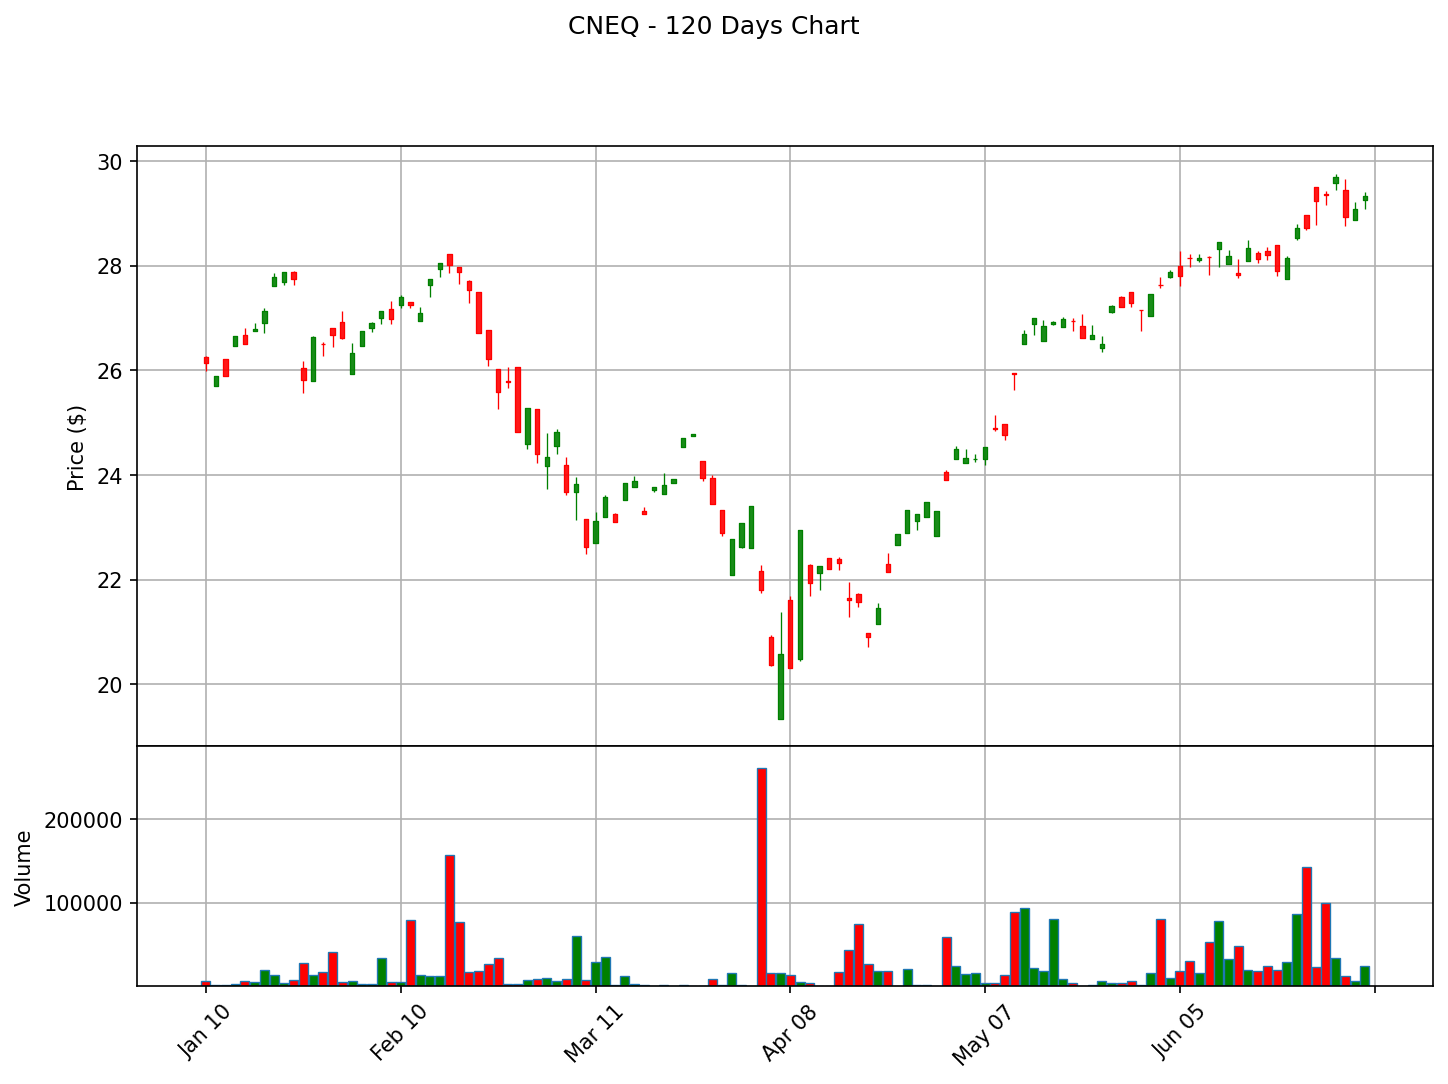 CNEQ - 120 Days Chart
30
28
26
24
22
20
Price ($)
200000
100000
Volume
Jan 10
Feb 10
Mar 11
Apr 08
May 07
Jun 05